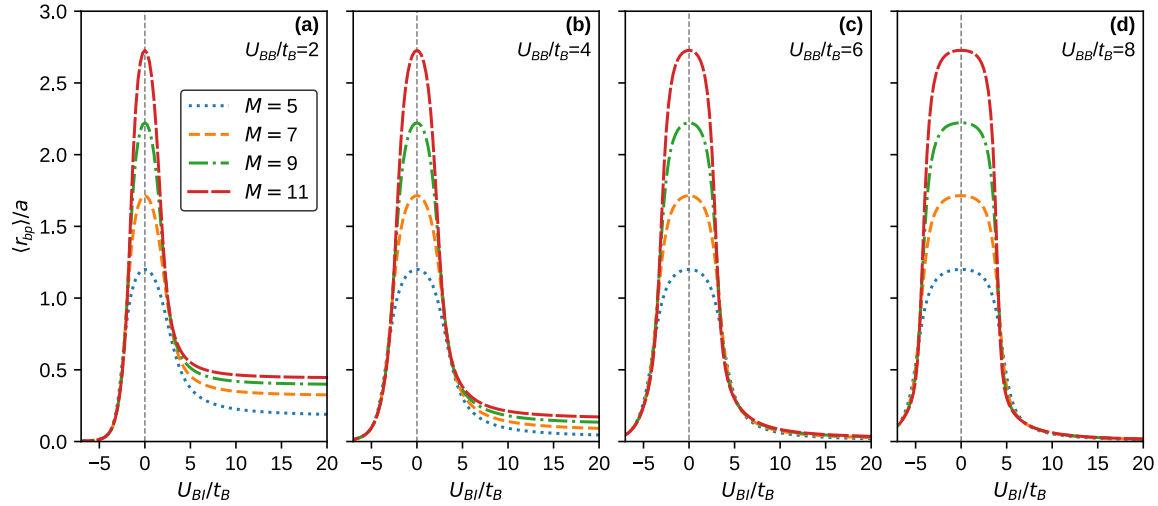 (a)
U_BB/t_B=2
(b)
U_BB/t_B=4
(c)
U_BB/t_B=6
(d)
U_BB/t_B=8
3.0
2.5
2.0
1.5
1.0
0.5
0.0
⟨r_bp⟩/a
M = 5
M = 7
M = 9
M = 11
−5 0 5 10 15 20
−5 0 5 10 15 20
−5 0 5 10 15 20
−5 0 5 10 15 20
U_BI/t_B
U_BI/t_B
U_BI/t_B
U_BI/t_B